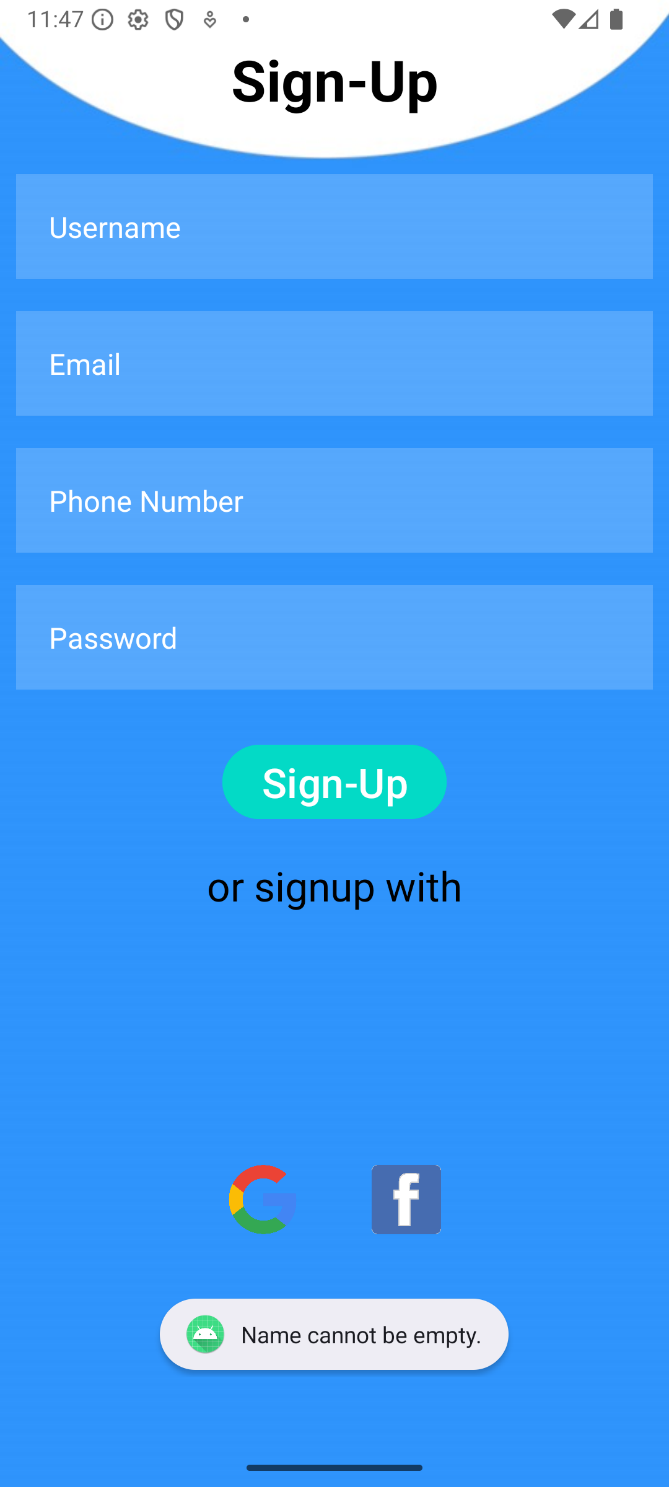 11:47
Sign-Up
Username
Email
Phone Number
Password
Sign-Up
or signup with
Name cannot be empty.